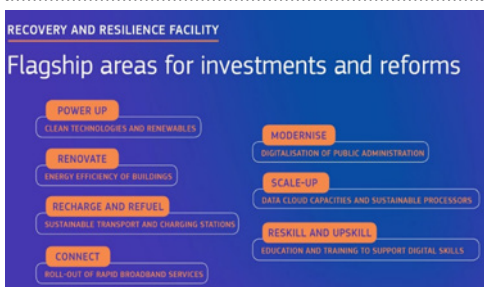 RECOVERY AND RESILIENCE FACILITY
Flagship areas for investments and reforms
POWER UP
CLEAN TECHNOLOGIES AND RENEWABLES
RENOVATE
ENERGY EFFICIENCY OF BUILDINGS
RECHARGE AND REFUEL
SUSTAINABLE TRANSPORT AND CHARGING STATIONS
CONNECT
ROLL-OUT OF RAPID BROADBAND SERVICES
MODERNISE
DIGITALISATION OF PUBLIC ADMINISTRATION
SCALE-UP
DATA CLOUD CAPACITIES AND SUSTAINABLE PROCESSORS
RESKILL AND UPSKILL
EDUCATION AND TRAINING TO SUPPORT DIGITAL SKILLS